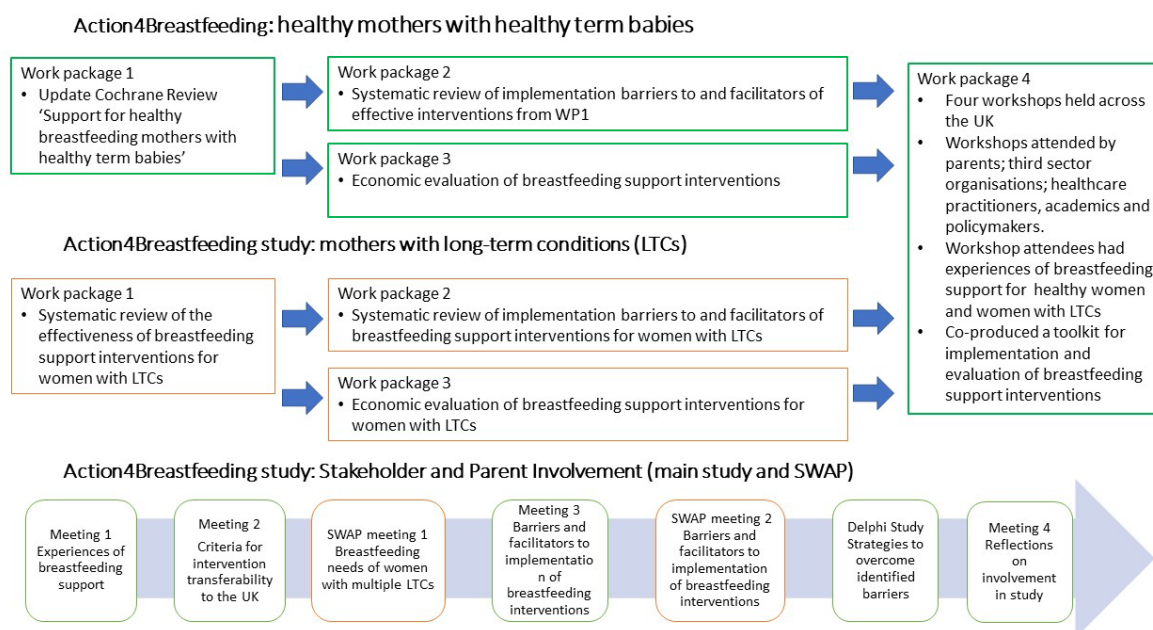 Action4Breastfeeding: healthy mothers with healthy term babies
Work package 1
• Update Cochrane Review
‘Support for healthy
breastfeeding mothers with
healthy term babies’
Work package 2
• Systematic review of implementation barriers to and facilitators of
effective interventions from WP1
Work package 3
• Economic evaluation of breastfeeding support interventions
Work package 4
• Four workshops held across
the UK
• Workshops attended by
parents; third sector
organisations; healthcare
practitioners, academics and
policymakers.
• Workshop attendees had
experiences of breastfeeding
support for healthy women
and women with LTCs
• Co-produced a toolkit for
implementation and
evaluation of breastfeeding
support interventions
Action4Breastfeeding study: mothers with long-term conditions (LTCs)
Work package 1
• Systematic review of the
effectiveness of breastfeeding
support interventions for
women with LTCs
Work package 2
• Systematic review of implementation barriers to and facilitators of
breastfeeding support interventions for women with LTCs
Work package 3
• Economic evaluation of breastfeeding support interventions for
women with LTCs
Action4Breastfeeding study: Stakeholder and Parent Involvement (main study and SWAP)
Meeting 1
Experiences of
breastfeeding
support
Meeting 2
Criteria for
intervention
transferability
to the UK
SWAP meeting 1
Breastfeeding
needs of women
with multiple LTCs
Meeting 3
Barriers and
facilitators to
implementatio
n of
breastfeeding
interventions
SWAP meeting 2
Barriers and
facilitators to
implementation
of breastfeeding
interventions
Delphi Study
Strategies to
overcome
identified
barriers
Meeting 4
Reflections
on
involvement
in study